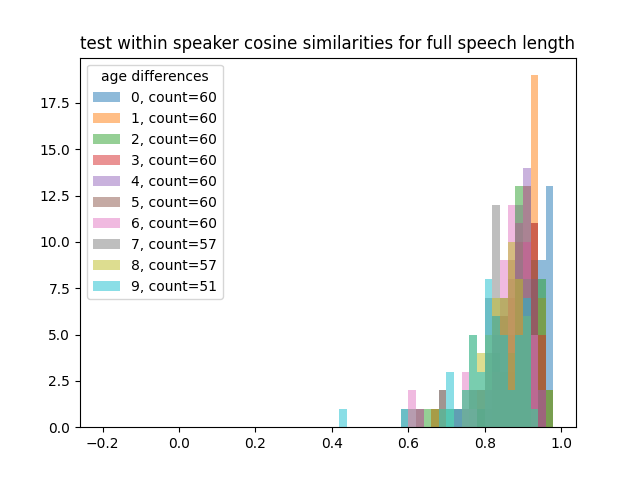 test within speaker cosine similarities for full speech length
age differences
0, count=60
1, count=60
2, count=60
3, count=60
4, count=60
5, count=60
6, count=60
7, count=57
8, count=57
9, count=51
17.5
15.0
12.5
10.0
7.5
5.0
2.5
0.0
−0.2 0.0 0.2 0.4 0.6 0.8 1.0